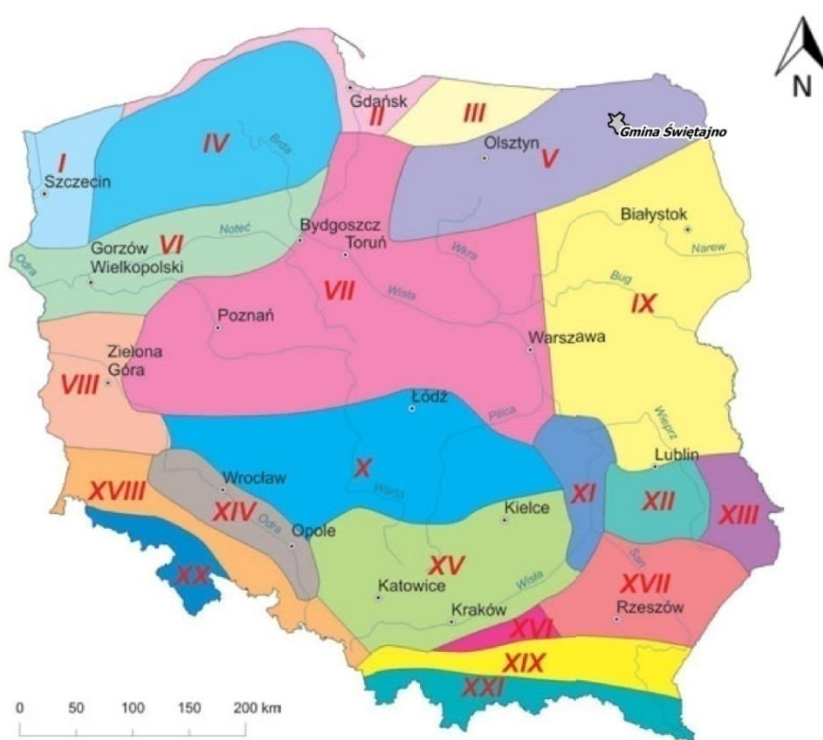 N
Gdańsk
II
III
Gmina Świętajno
I
IV
Brda
Olsztyn
V
Szczecin
Białystok
Narew
Bydgoszcz
Toruń
VI
Noteć
Gorzów
Wielkopolski
Odra
Wkra
Bug
VII
Wisła
IX
Poznań
Warszawa
Zielona
Góra
VIII
Łódź
Pilica
Wieprz
Lublin
X
Warta
XI
XII
XIII
XVIII
Wrocław
XIV
Odra
Opole
Kielce
XV
San
XVII
XX
Katowice
Wisła
Kraków
Rzeszów
XVI
XIX
XXI
0 50 100 150 200 km